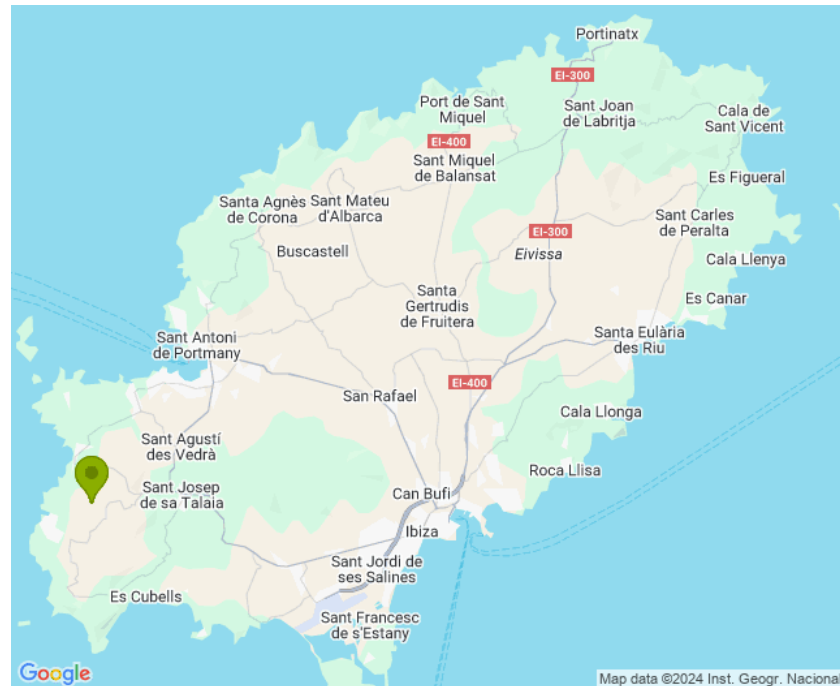 Portinatx
EI-300
Port de Sant
Miquel
Sant Joan
de Labritja
Cala de
Sant Vicent
EI-400
Sant Miquel
de Balansat
Es Figueral
Santa Agnès
de Corona
Sant Mateu
d'Albarca
Sant Carles
de Peralta
EI-300
Buscastell
Eivissa
Cala Llenya
Santa
Gertrudis
de Fruitera
Es Canar
Sant Antoni
de Portmany
Santa Eulària
des Riu
EI-400
San Rafael
Cala Llonga
Sant Agustí
des Vedrà
Roca Llisa
Sant Josep
de sa Talaia
Can Bufi
Ibiza
Sant Jordi de
ses Salines
Es Cubells
Sant Francesc
de s'Estany
Google
Map data ©2024 Inst. Geogr. Nacional